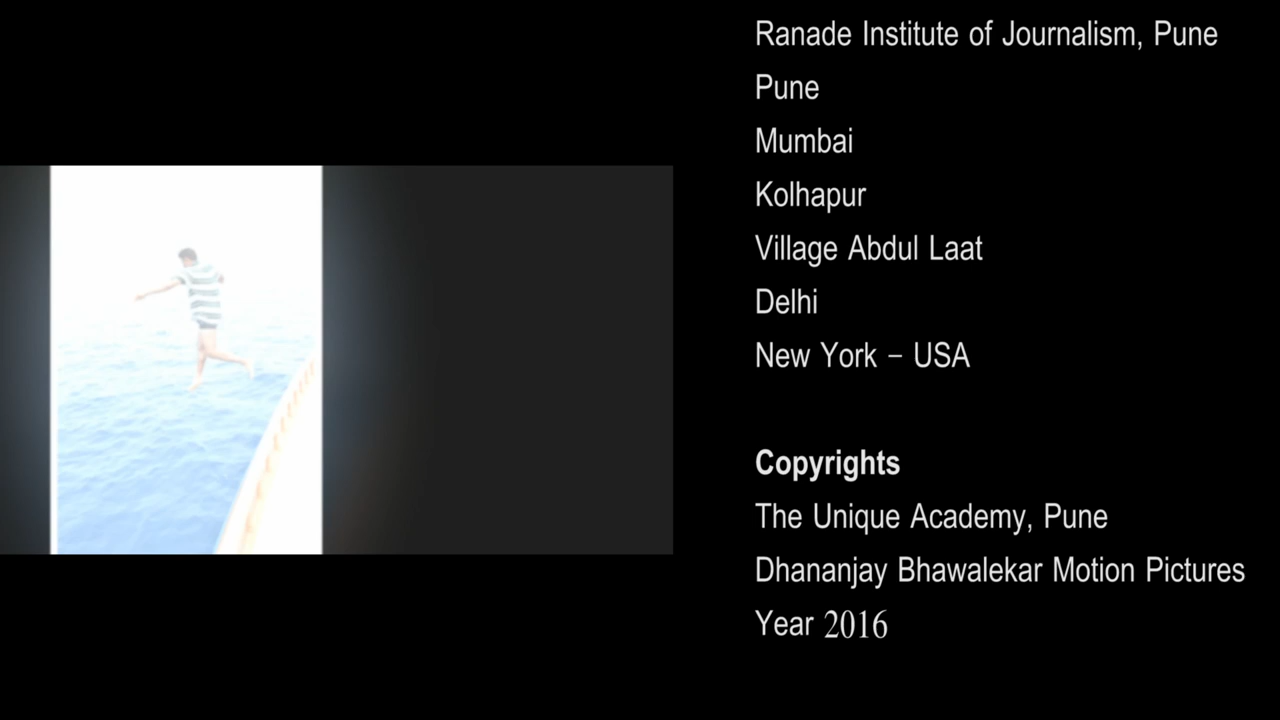 Ranade Institute of Journalism, Pune
Pune
Mumbai
Kolhapur
Village Abdul Laat
Delhi
New York – USA
Copyrights
The Unique Academy, Pune
Dhananjay Bhawalekar Motion Pictures
Year 2016